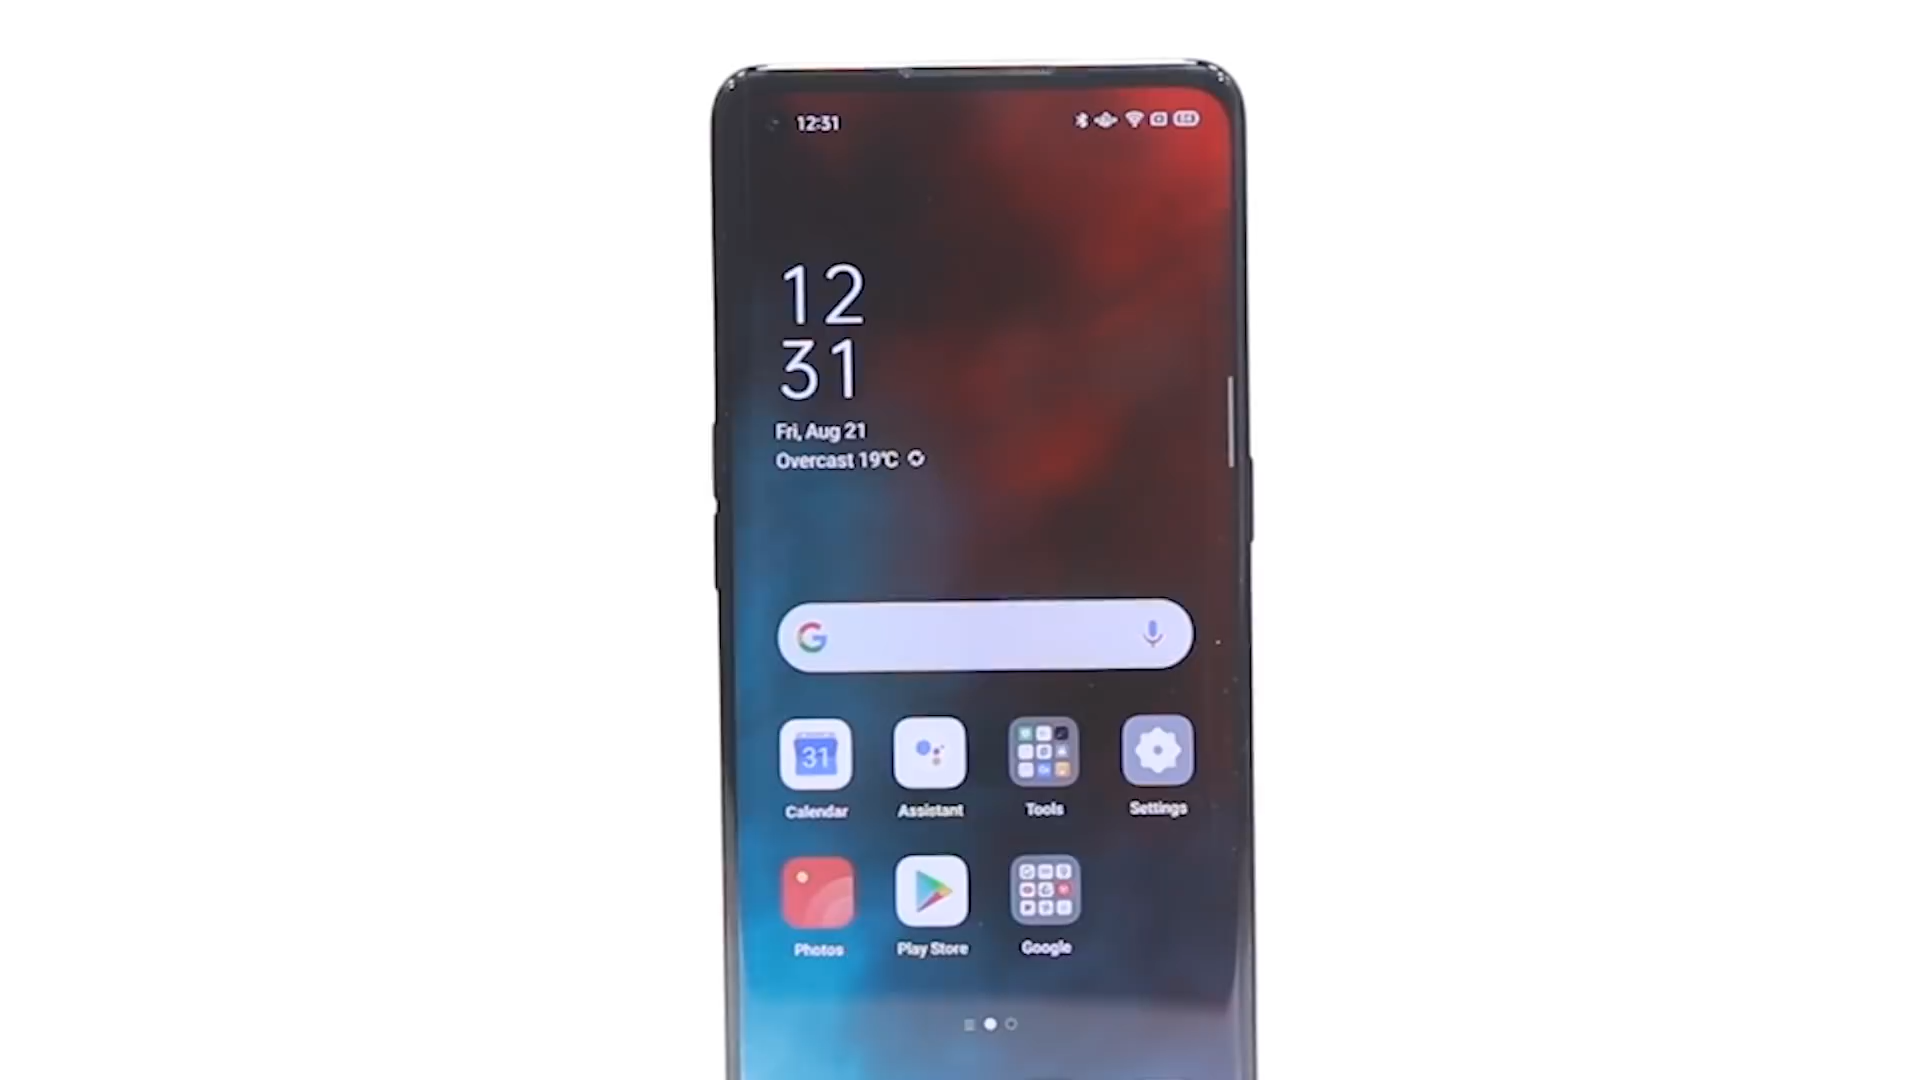 12:31
12
31
Fri, Aug 21
Overcast 19°C
G
31
Calendar
Assistant
Tools
Settings
Photos
Play Store
Google